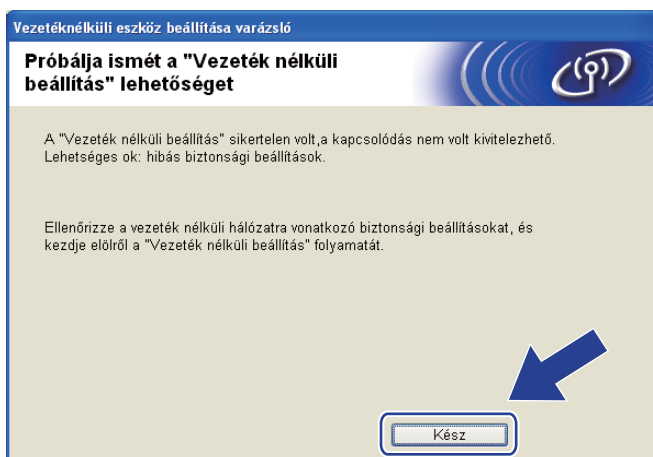 Vezetéknélküli eszköz beállítása varázsló
Próbálja ismét a "Vezeték nélküli
beállítás" lehetőséget
A "Vezeték nélküli beállítás" sikertelen volt,a kapcsolódás nem volt kivitelezhető.
Lehetséges ok: hibás biztonsági beállítások.
Ellenőrizze a vezeték nélküli hálózatra vonatkozó biztonsági beállításokat, és
kezdje elölről a "Vezeték nélküli beállítás" folyamatát.
Kész